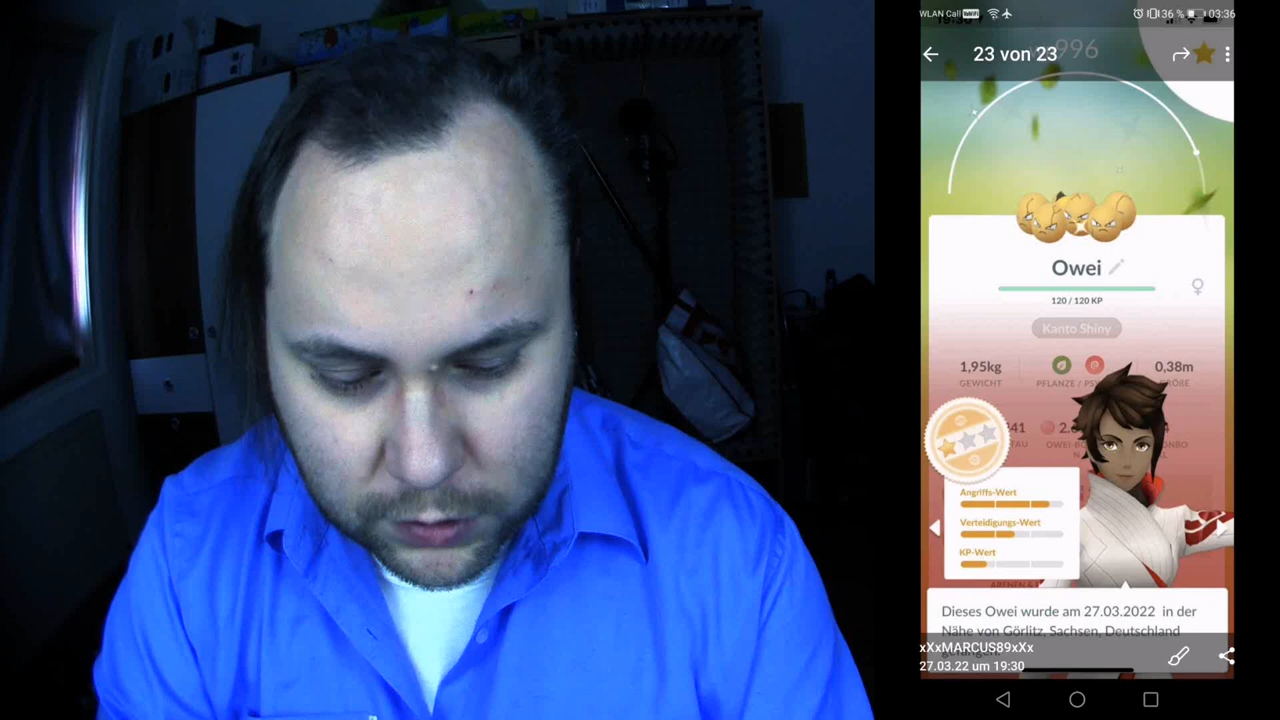 WLAN Call
36 %
03:36
23 von 23
996
Owei
120 / 120 KP
Kanto Shiny
1,95kg
0,38m
GEWICHT
PFLANZE /
Angriffs-Wert
Verteidigungs-Wert
KP-Wert
Dieses Owei wurde am 27.03.2022 in der
Nähe von Görlitz, Sachsen, Deutschland
xXxMARCUS89xXx
27.03.22 um 19:30